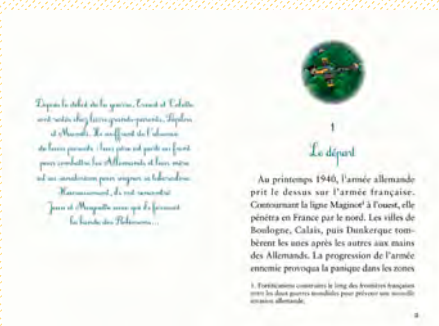 Depuis le début de la guerre, Ernest et Colette
sont restés chez leurs grands-parents, Pépilou
et Mamili. Ils souffrent de l'absence
de leurs parents : leur père est parti au front
pour combattre les Allemands et leur mère
est au sanatorium pour soigner sa tuberculose.
Heureusement, ils ont rencontré
Jean et Muguette avec qui ils forment
la bande des Robinsons...
1
Le départ
Au printemps 1940, l'armée allemande
prit le dessus sur l'armée française.
Contournant la ligne Maginot¹ à l'ouest, elle
pénétra en France par le nord. Les villes de
Boulogne, Calais, puis Dunkerque tom-
bèrent les unes après les autres aux mains
des Allemands. La progression de l'armée
ennemie provoqua la panique dans les zones
1. Fortifications construites le long des frontières françaises
entre les deux guerres mondiales pour prévenir une nouvelle
invasion allemande.